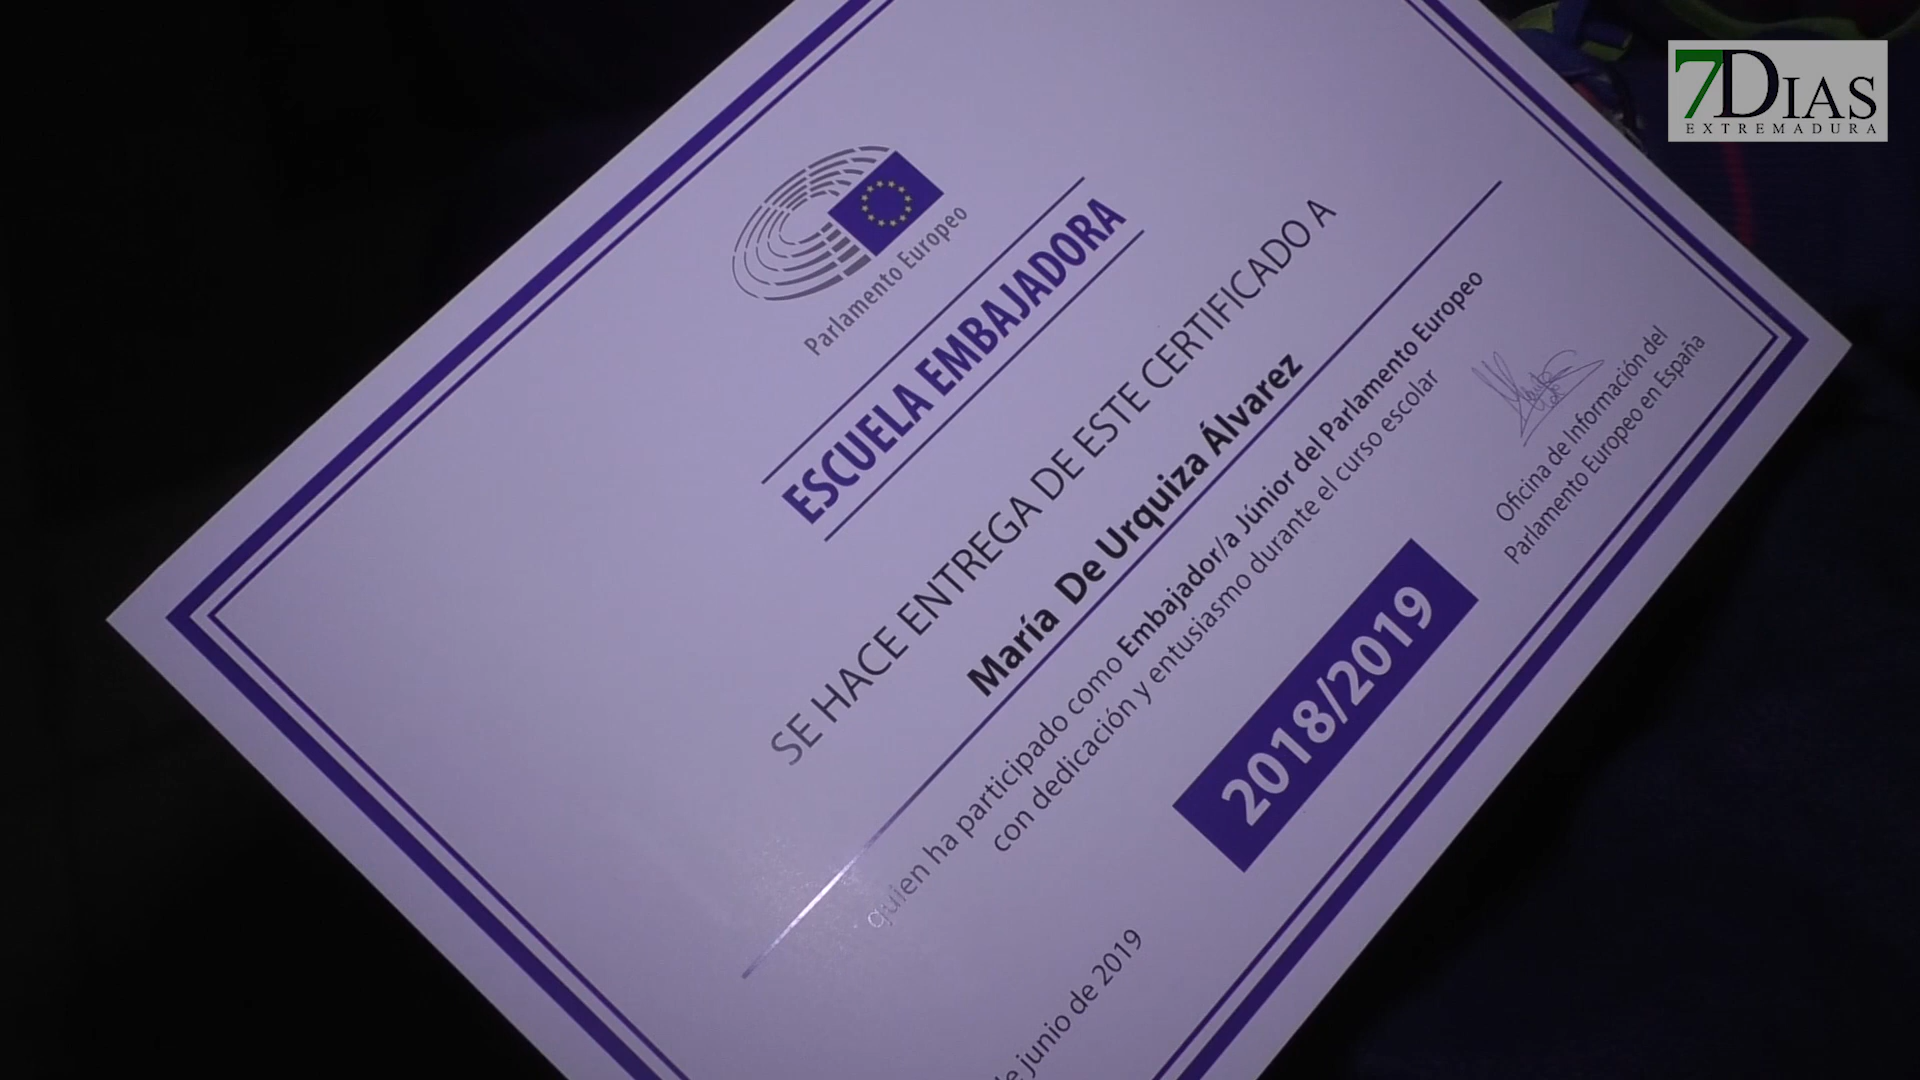 7DIAS
EXTREMADURA
Parlamento Europeo
ESCUELA EMBAJADORA
SE HACE ENTREGA DE ESTE CERTIFICADO A
María De Urquiza Álvarez
quien ha participado como Embajador/a Júnior del Parlamento Europeo
con dedicación y entusiasmo durante el curso escolar
2018/2019
Oficina de Información del
Parlamento Europeo en España
de junio de 2019